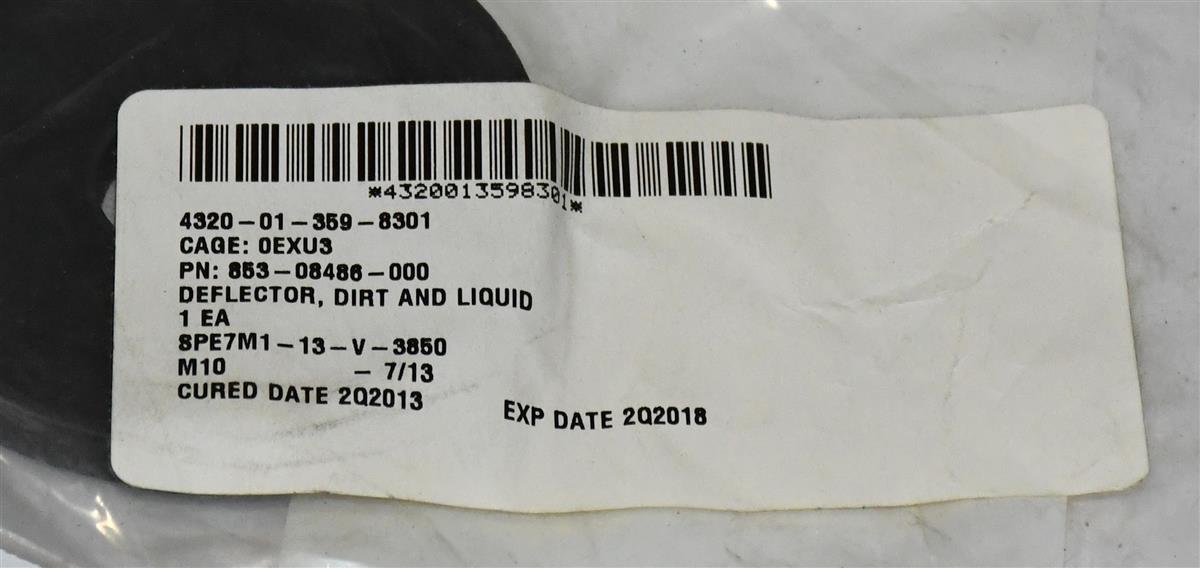 *4320013598301*
4320-01-359-8301
CAGE: 0EXU3
PN: 853-08486-000
DEFLECTOR, DIRT AND LIQUID
1 EA
SPE7M1-13-V-3850
M10 - 7/13
CURED DATE 2Q2013
EXP DATE 2Q2018